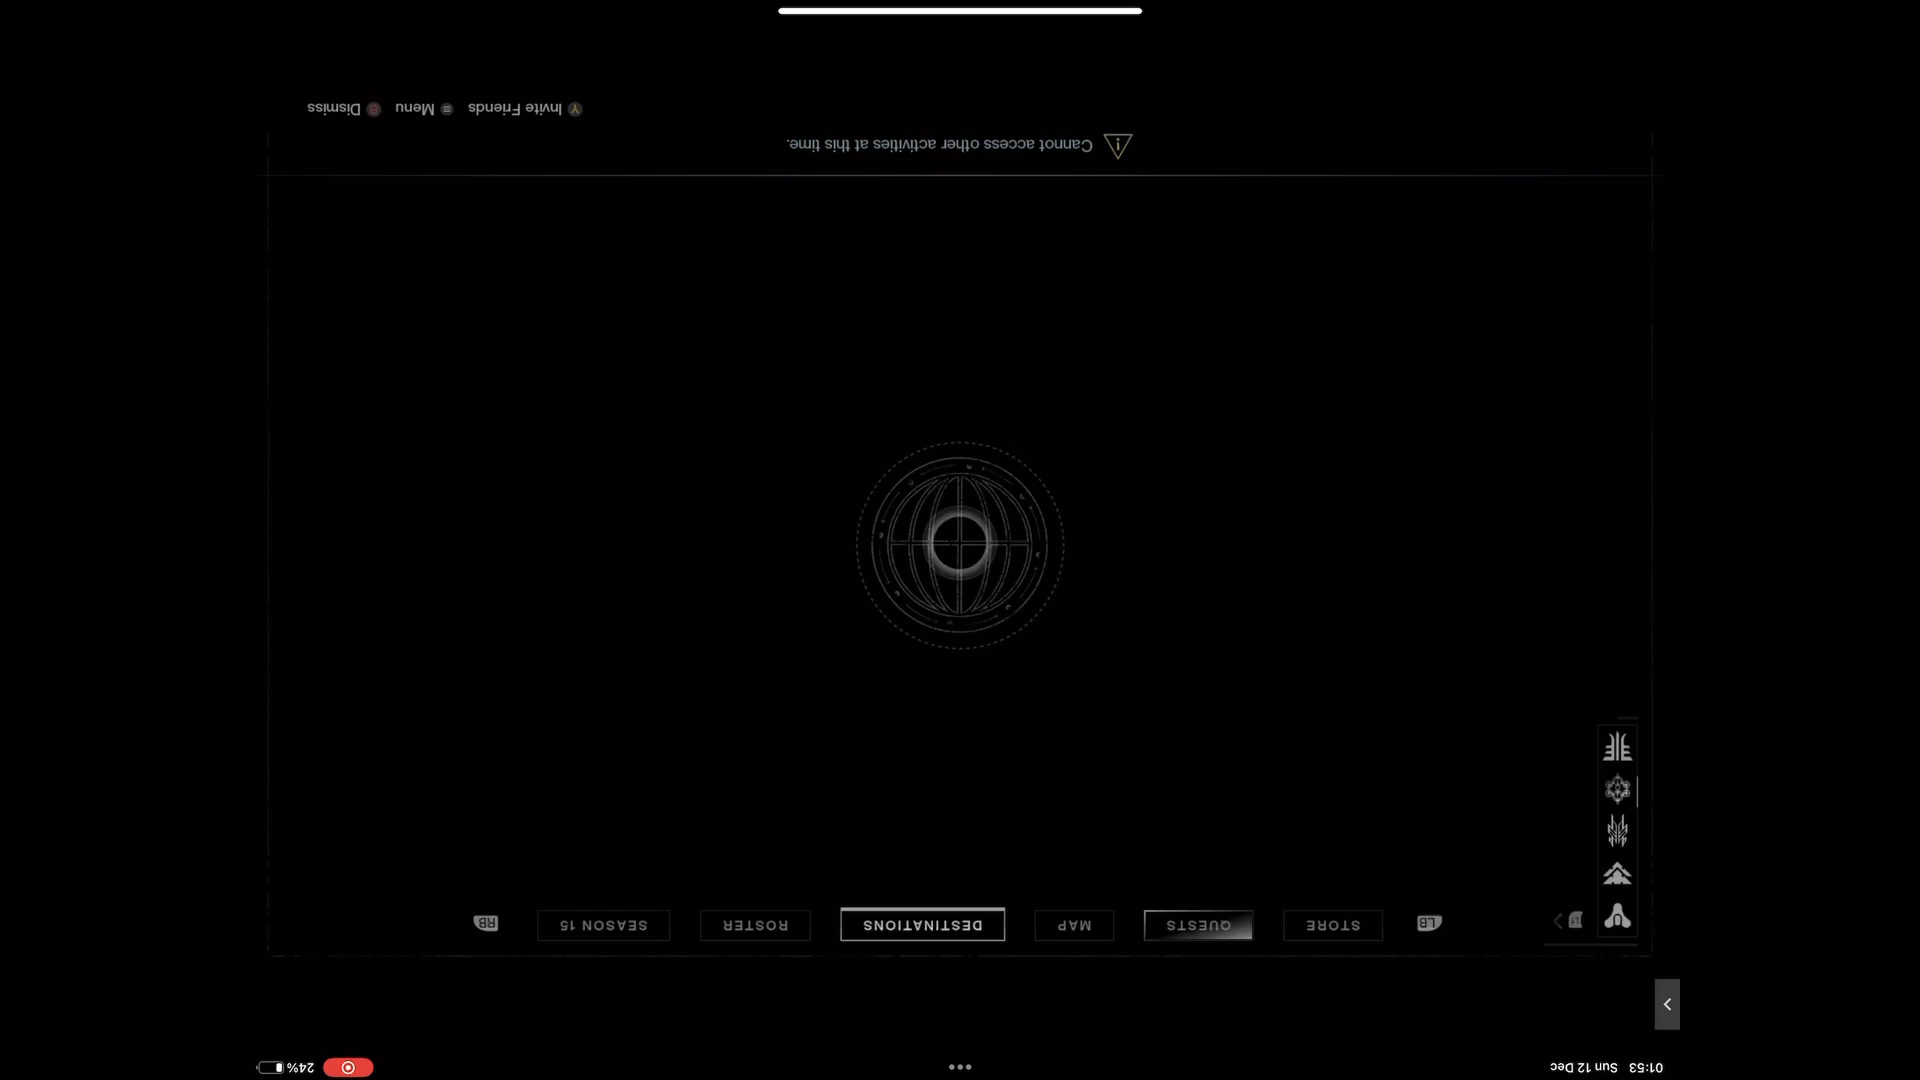 01:53 Sun 12 Dec
24%
LT
LB
STORE
QUESTS
MAP
DESTINATIONS
ROSTER
SEASON 15
RB
Cannot access other activities at this time.
Y Invite Friends Menu B Dismiss